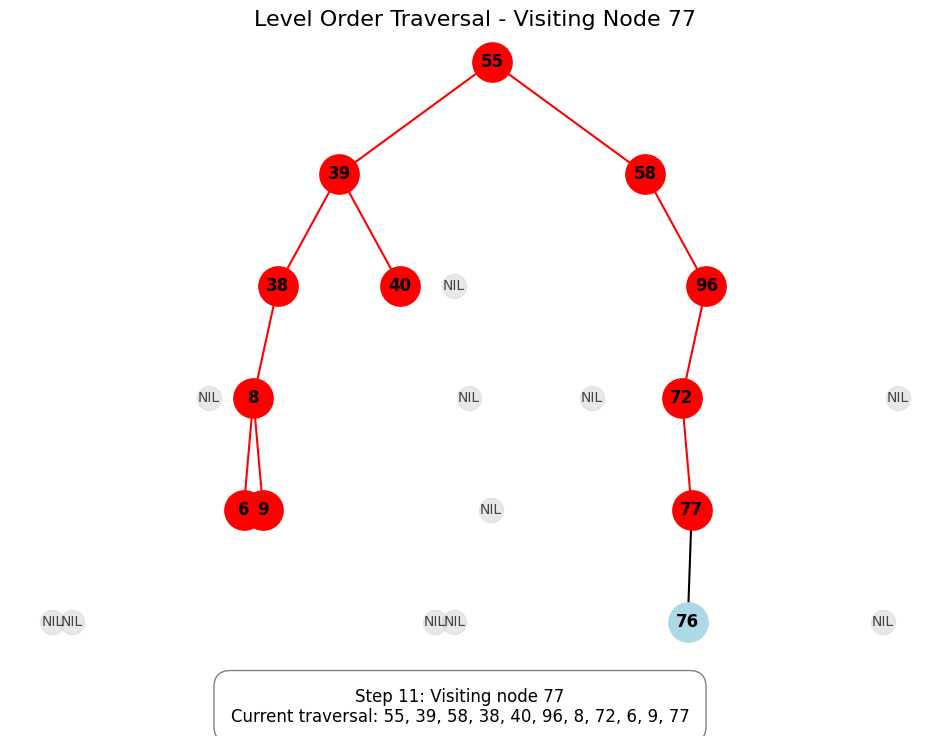 Level Order Traversal - Visiting Node 77
55
39
58
38
40
NIL
96
NIL
8
NIL
NIL
72
NIL
6
9
NIL
77
NIL
NIL
NIL
NIL
76
NIL
Step 11: Visiting node 77
Current traversal: 55, 39, 58, 38, 40, 96, 8, 72, 6, 9, 77